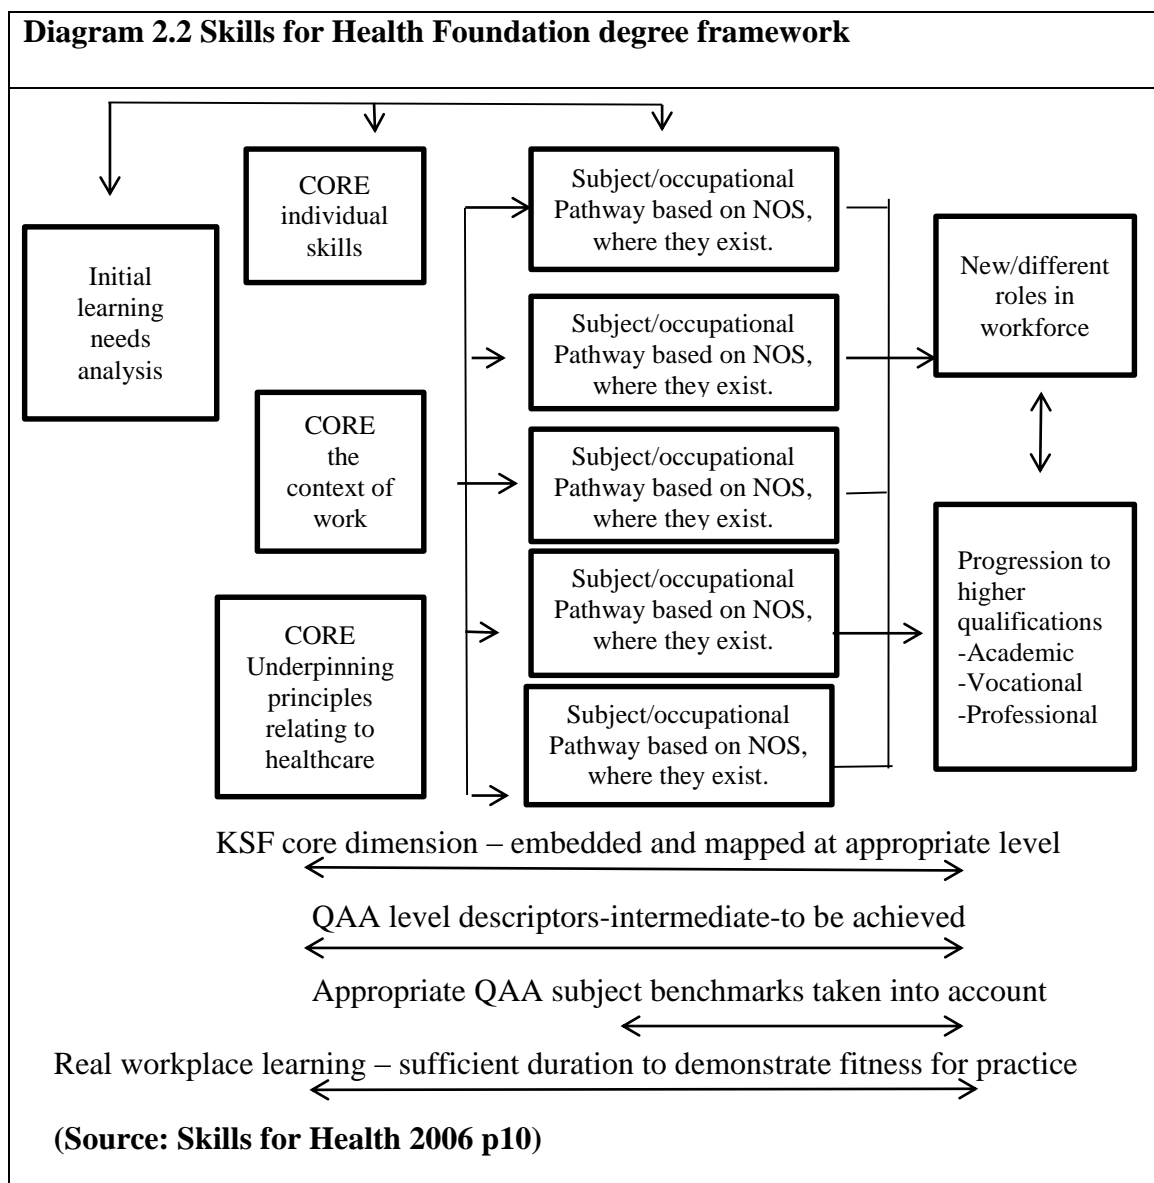 Diagram 2.2 Skills for Health Foundation degree framework
Initial
learning
needs
analysis
CORE
individual
skills
CORE
the
context of
work
CORE
Underpinning
principles
relating to
healthcare
Subject/occupational
Pathway based on NOS,
where they exist.
Subject/occupational
Pathway based on NOS,
where they exist.
Subject/occupational
Pathway based on NOS,
where they exist.
Subject/occupational
Pathway based on NOS,
where they exist.
Subject/occupational
Pathway based on NOS,
where they exist.
New/different
roles in
workforce
Progression to
higher
qualifications
-Academic
-Vocational
-Professional
KSF core dimension – embedded and mapped at appropriate level
QAA level descriptors-intermediate-to be achieved
Appropriate QAA subject benchmarks taken into account
Real workplace learning – sufficient duration to demonstrate fitness for practice
(Source: Skills for Health 2006 p10)